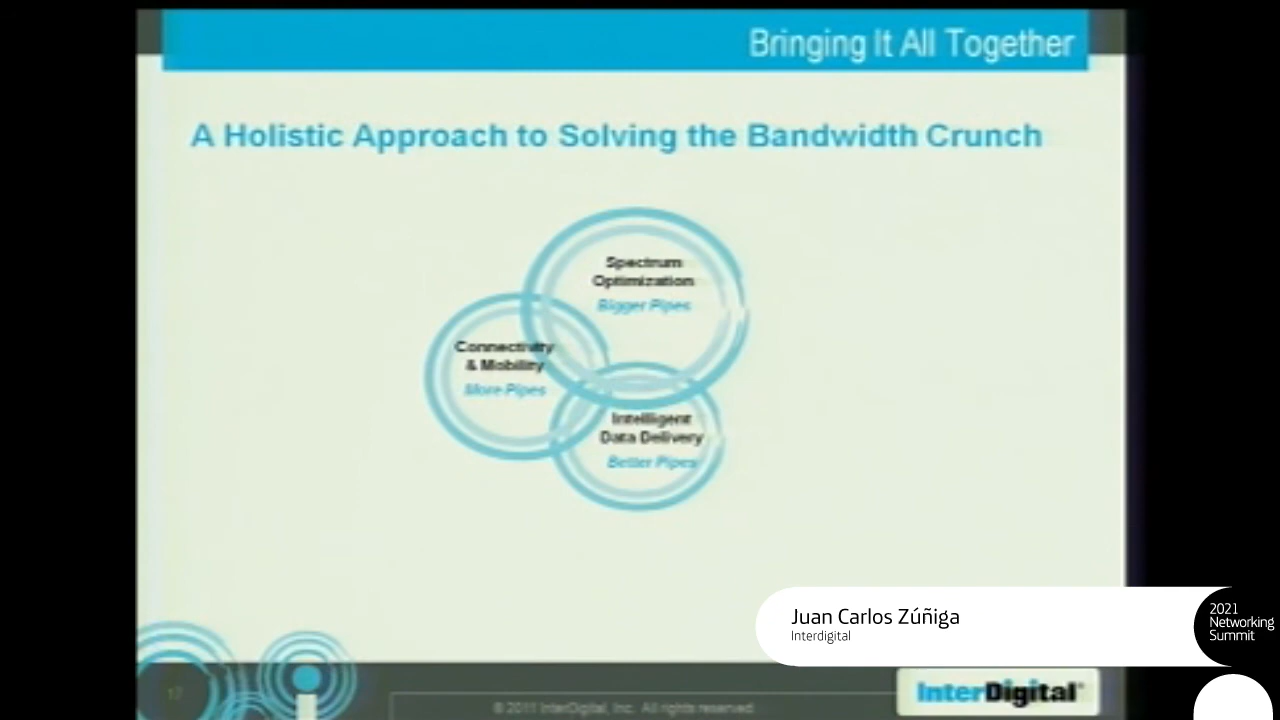 Bringing It All Together
A Holistic Approach to Solving the Bandwidth Crunch
Spectrum
Optimization
Bigger Pipes
Connectivity
& Mobility
More Pipes
Intelligent
Data Delivery
Better Pipes
Juan Carlos Zúñiga
Interdigital
2021
Networking
Summit
17
© 2011 InterDigital, Inc. All rights reserved.
InterDigital